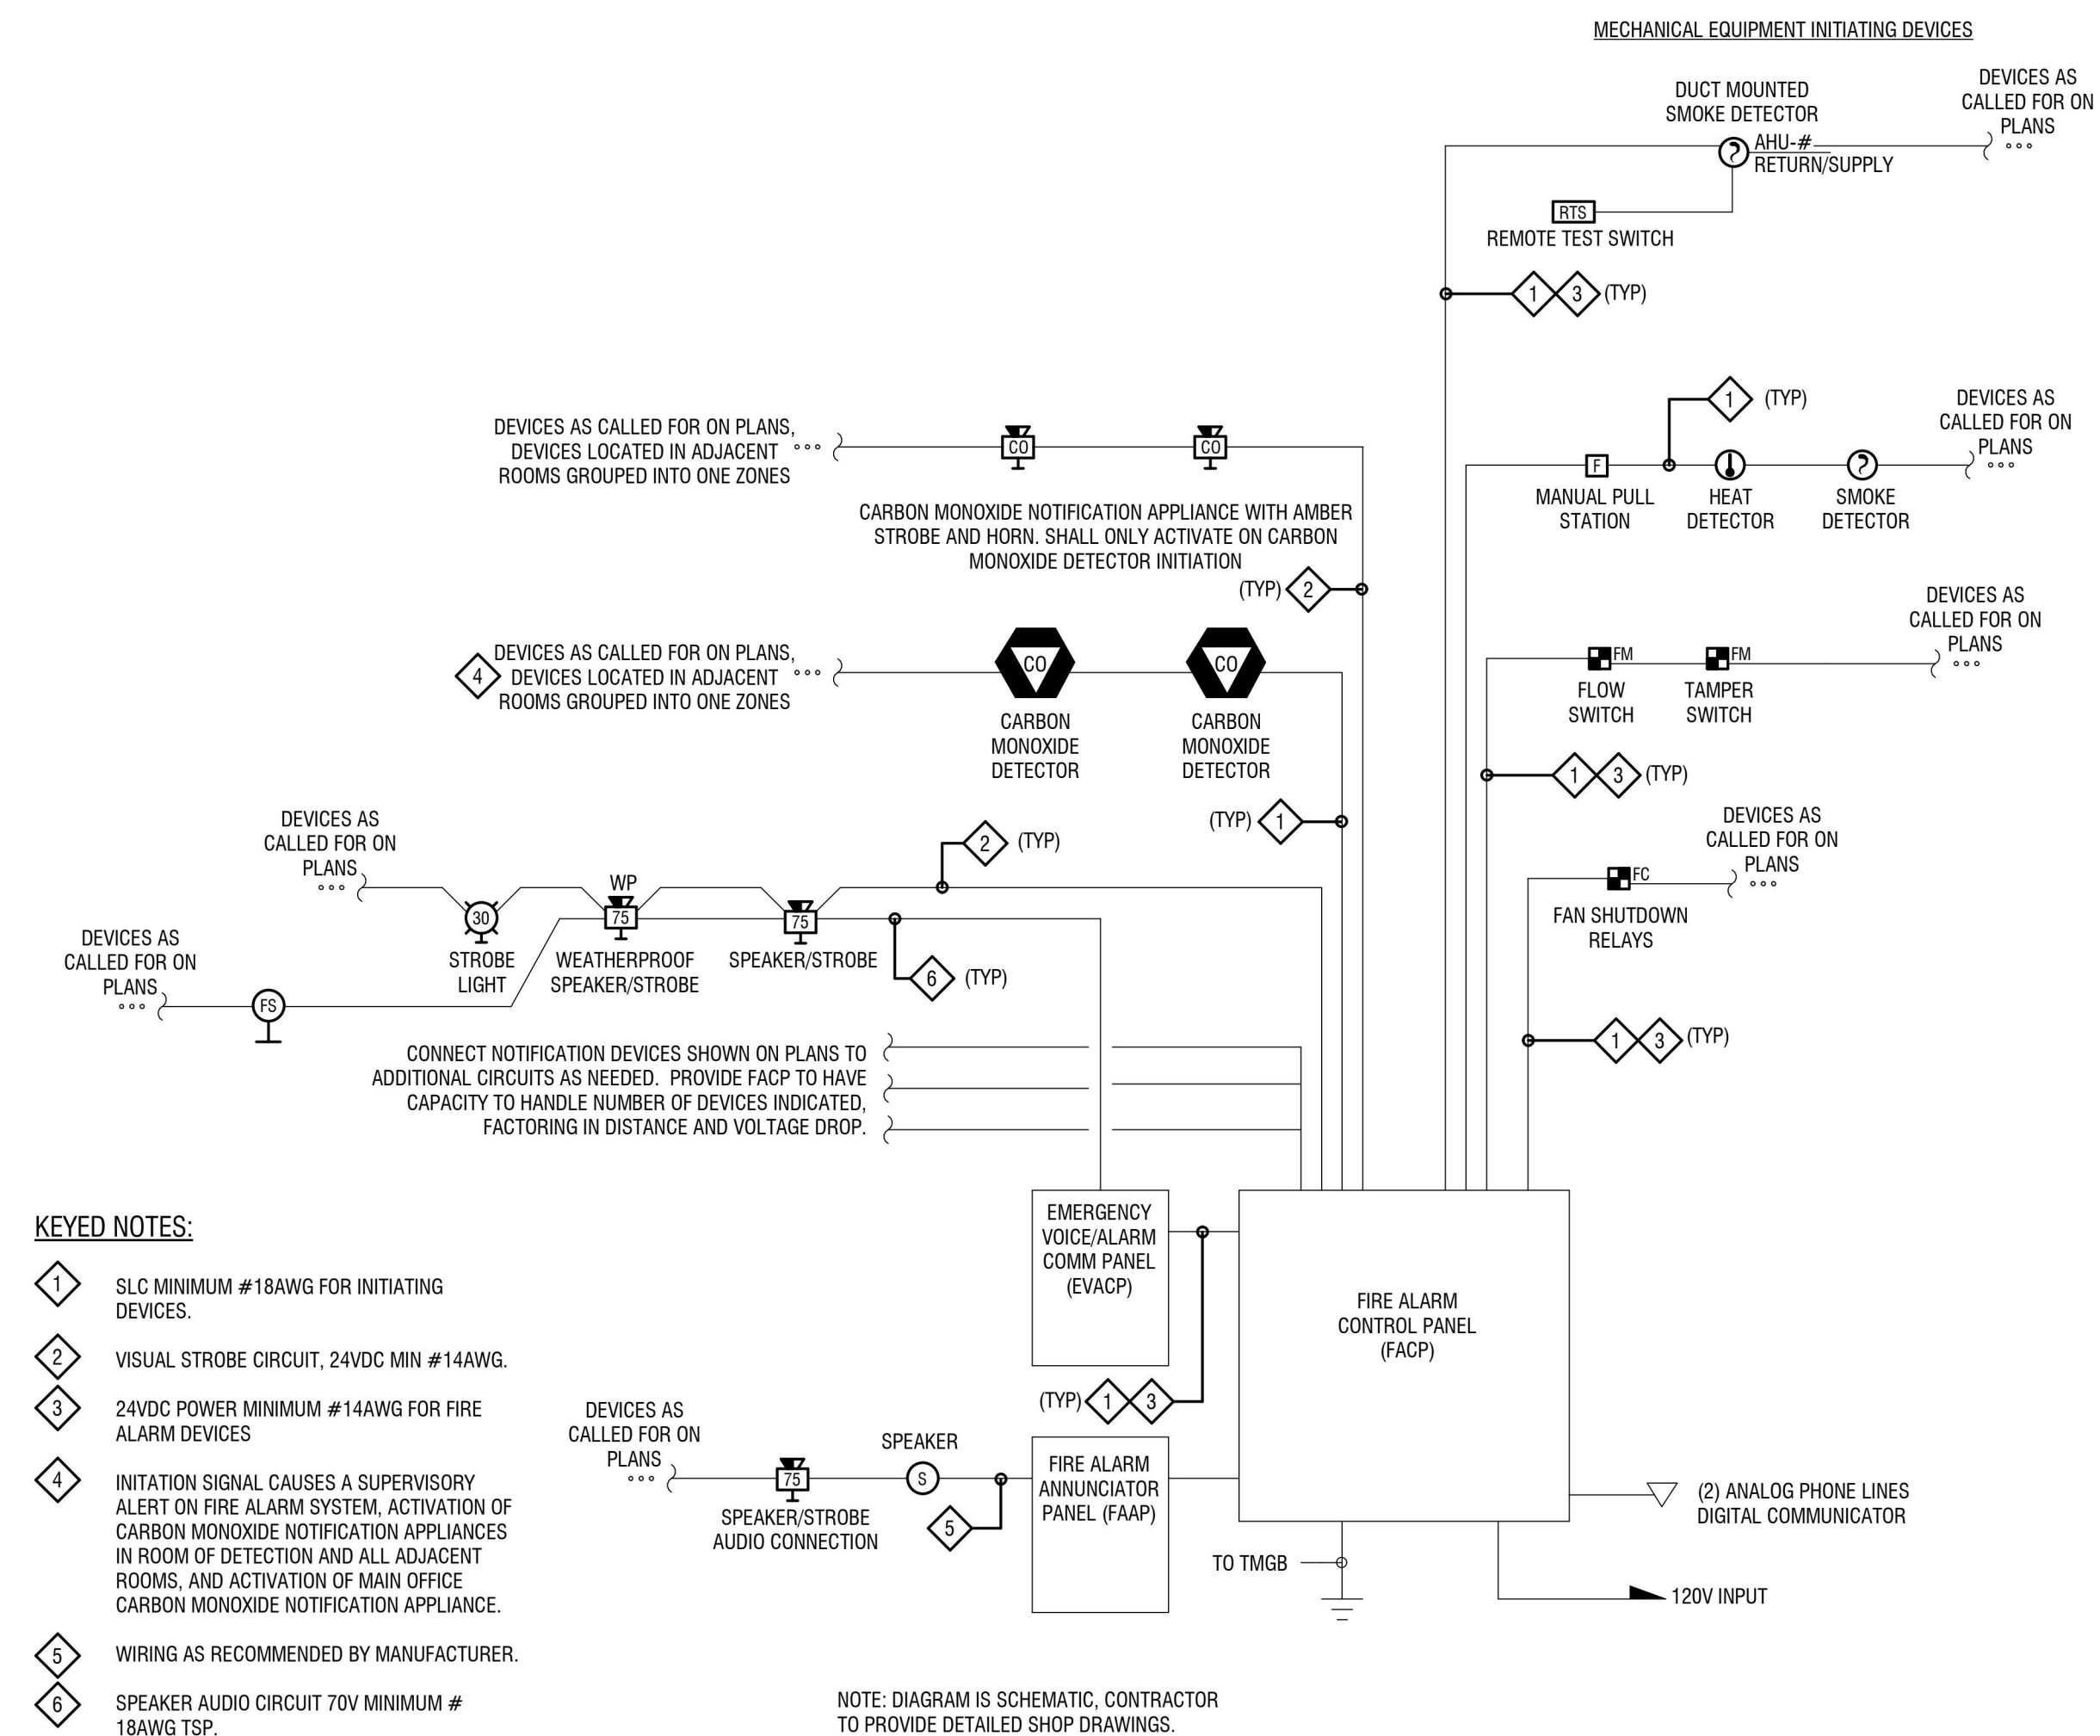 MECHANICAL EQUIPMENT INITIATING DEVICES
DUCT MOUNTED
SMOKE DETECTOR
AHU-#
RETURN/SUPPLY
DEVICES AS
CALLED FOR ON
PLANS
RTS
REMOTE TEST SWITCH
1 3 (TYP)
1 (TYP)
DEVICES AS
CALLED FOR ON
PLANS
F
MANUAL PULL
STATION
HEAT
DETECTOR
SMOKE
DETECTOR
DEVICES AS CALLED FOR ON PLANS,
DEVICES LOCATED IN ADJACENT
ROOMS GROUPED INTO ONE ZONES
CO
CO
CARBON MONOXIDE NOTIFICATION APPLIANCE WITH AMBER
STROBE AND HORN. SHALL ONLY ACTIVATE ON CARBON
MONOXIDE DETECTOR INITIATION
(TYP) 2
DEVICES AS
CALLED FOR ON
PLANS
FM
FM
FLOW
SWITCH
TAMPER
SWITCH
1 3 (TYP)
4
DEVICES AS CALLED FOR ON PLANS,
DEVICES LOCATED IN ADJACENT
ROOMS GROUPED INTO ONE ZONES
CO
CO
CARBON
MONOXIDE
DETECTOR
CARBON
MONOXIDE
DETECTOR
(TYP) 1
DEVICES AS
CALLED FOR ON
PLANS
FC
FAN SHUTDOWN
RELAYS
1 3 (TYP)
DEVICES AS
CALLED FOR ON
PLANS
2 (TYP)
30
STROBE
LIGHT
WP
75
WEATHERPROOF
SPEAKER/STROBE
75
SPEAKER/STROBE
6 (TYP)
DEVICES AS
CALLED FOR ON
PLANS
FS
CONNECT NOTIFICATION DEVICES SHOWN ON PLANS TO
ADDITIONAL CIRCUITS AS NEEDED. PROVIDE FACP TO HAVE
CAPACITY TO HANDLE NUMBER OF DEVICES INDICATED,
FACTORING IN DISTANCE AND VOLTAGE DROP.
EMERGENCY
VOICE/ALARM
COMM PANEL
(EVACP)
FIRE ALARM
CONTROL PANEL
(FACP)
(TYP) 1 3
DEVICES AS
CALLED FOR ON
PLANS
75
SPEAKER/STROBE
AUDIO CONNECTION
SPEAKER
S
5
FIRE ALARM
ANNUNCIATOR
PANEL (FAAP)
TO TMGB
(2) ANALOG PHONE LINES
DIGITAL COMMUNICATOR
120V INPUT
KEYED NOTES:
1 SLC MINIMUM #18AWG FOR INITIATING
DEVICES.
2 VISUAL STROBE CIRCUIT, 24VDC MIN #14AWG.
3 24VDC POWER MINIMUM #14AWG FOR FIRE
ALARM DEVICES
4 INITATION SIGNAL CAUSES A SUPERVISORY
ALERT ON FIRE ALARM SYSTEM, ACTIVATION OF
CARBON MONOXIDE NOTIFICATION APPLIANCES
IN ROOM OF DETECTION AND ALL ADJACENT
ROOMS, AND ACTIVATION OF MAIN OFFICE
CARBON MONOXIDE NOTIFICATION APPLIANCE.
5 WIRING AS RECOMMENDED BY MANUFACTURER.
6 SPEAKER AUDIO CIRCUIT 70V MINIMUM #
18AWG TSP.
NOTE: DIAGRAM IS SCHEMATIC, CONTRACTOR
TO PROVIDE DETAILED SHOP DRAWINGS.